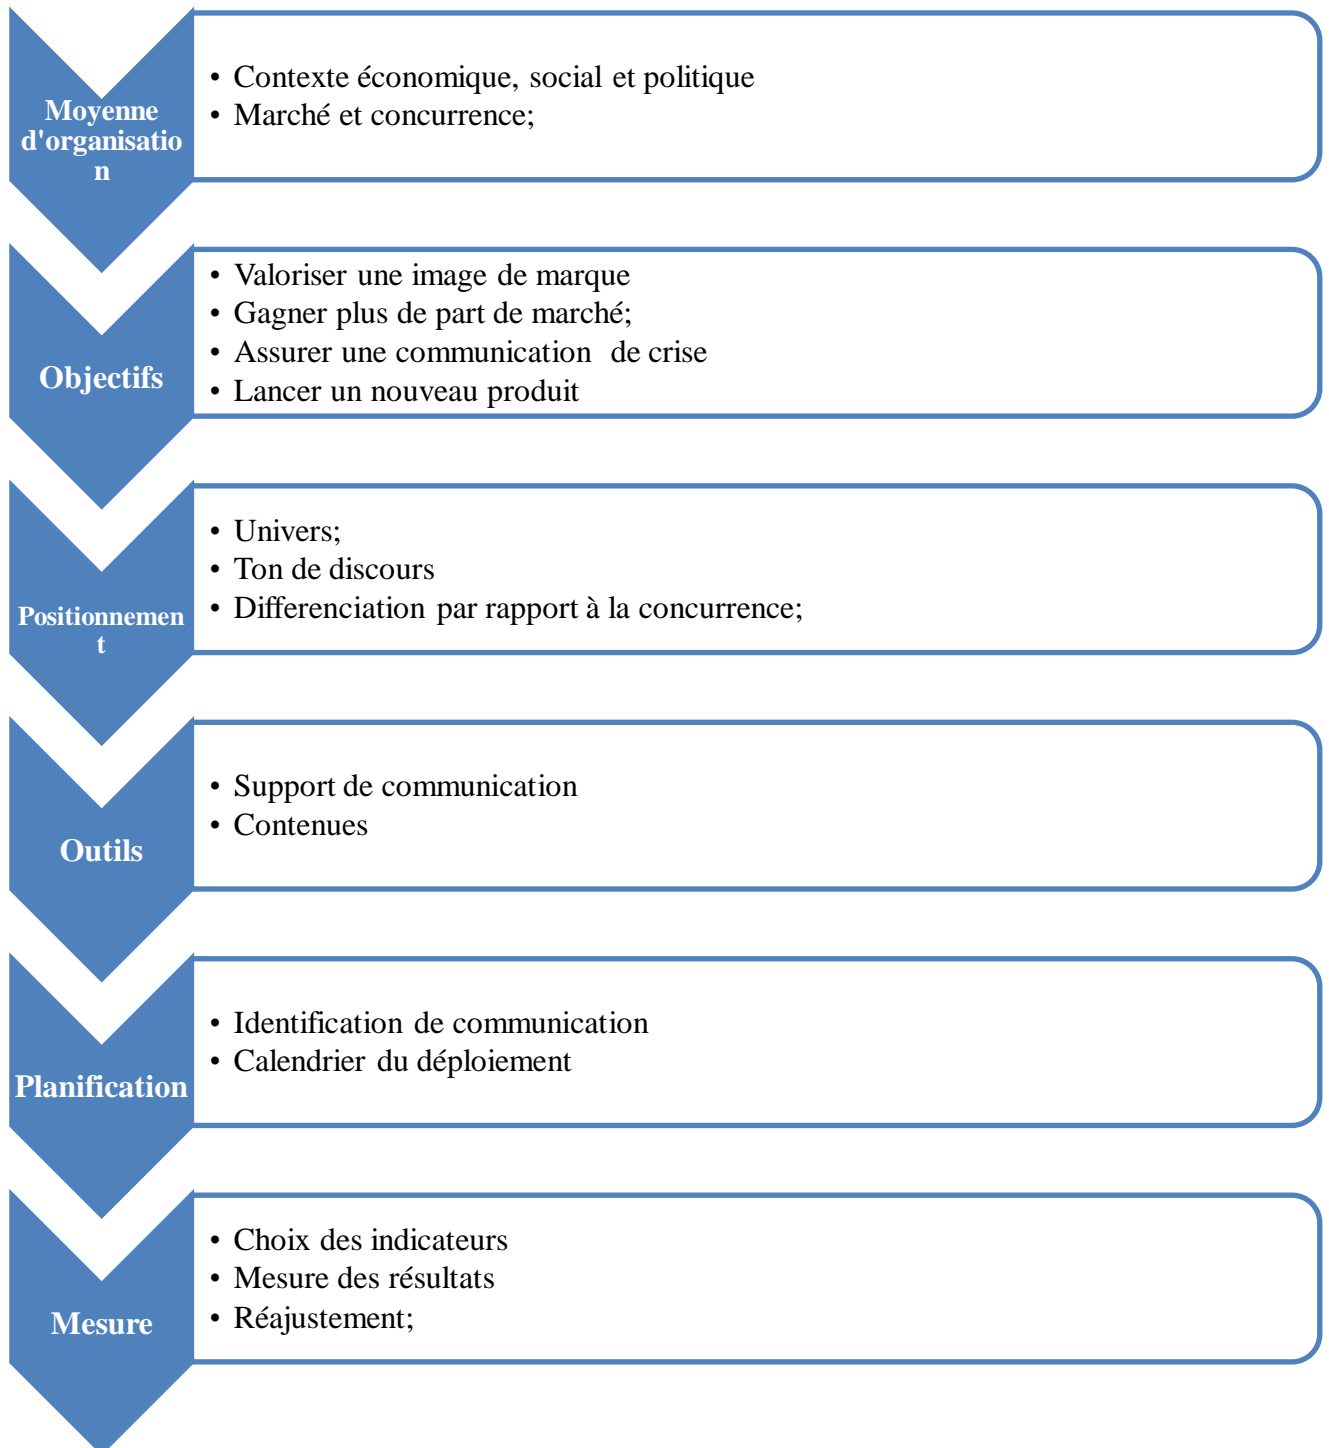 Moyenne
d'organisatio
n
• Contexte économique, social et politique
• Marché et concurrence;
Objectifs
• Valoriser une image de marque
• Gagner plus de part de marché;
• Assurer une communication de crise
• Lancer un nouveau produit
Positionnemen
t
• Univers;
• Ton de discours
• Differenciation par rapport à la concurrence;
Outils
• Support de communication
• Contenues
Planification
• Identification de communication
• Calendrier du déploiement
Mesure
• Choix des indicateurs
• Mesure des résultats
• Réajustement;